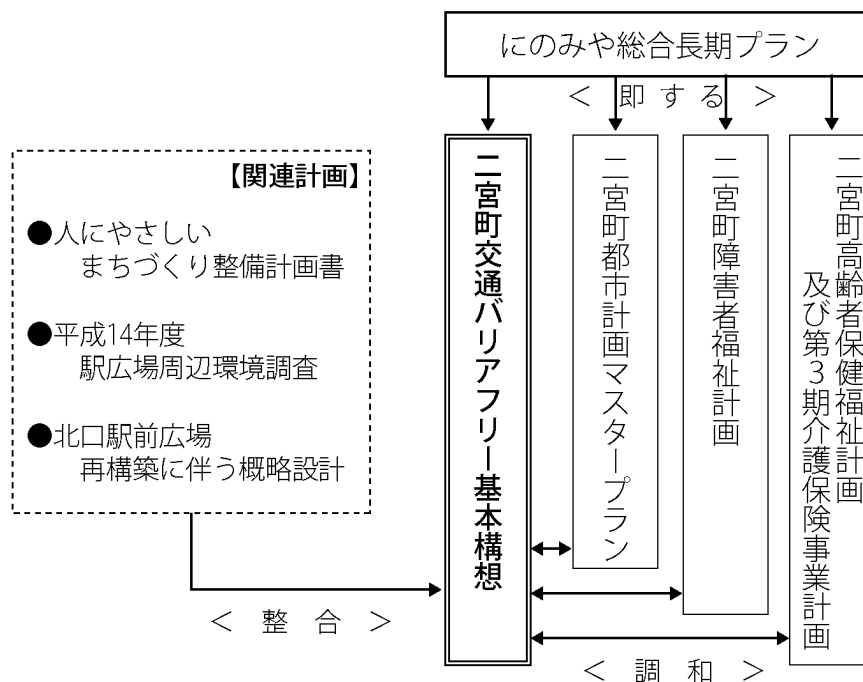 にのみや総合長期プラン
＜ 即 す る ＞
【関連計画】
●人にやさしい
まちづくり整備計画書
●平成14年度
駅広場周辺環境調査
●北口駅前広場
再構築に伴う概略設計
二宮町交通バリアフリー基本構想
二宮町都市計画マスタープラン
二宮町障害者福祉計画
二宮町高齢者保健福祉計画
及び第３期介護保険事業計画
＜ 整 合 ＞
＜ 調 和 ＞